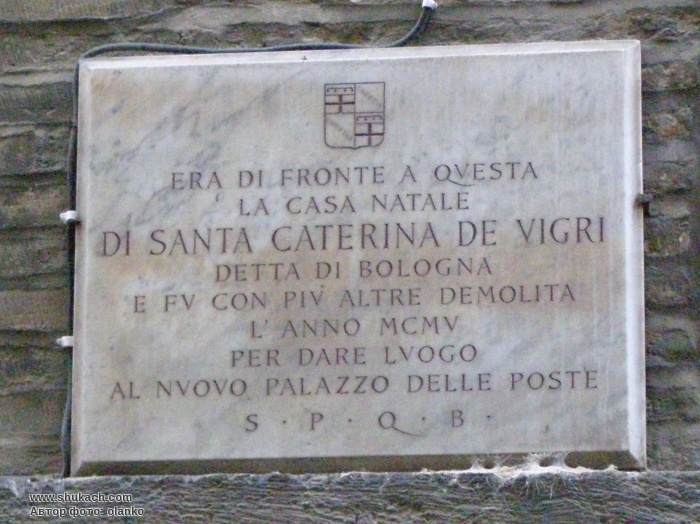 ERA DI FRONTE A QVESTA
LA CASA NATALE
DI SANTA CATERINA DE VIGRI
DETTA DI BOLOGNA
E FV CON PIV ALTRE DEMOLITA
L'ANNO MCMV
PER DARE LVOGO
AL NVOVO PALAZZO DELLE POSTE
S · P · Q · B ·
www.shukach.com
Автор фото: olanko